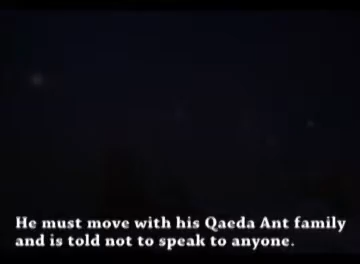 He must move with his Qaeda Ant family
and is told not to speak to anyone.